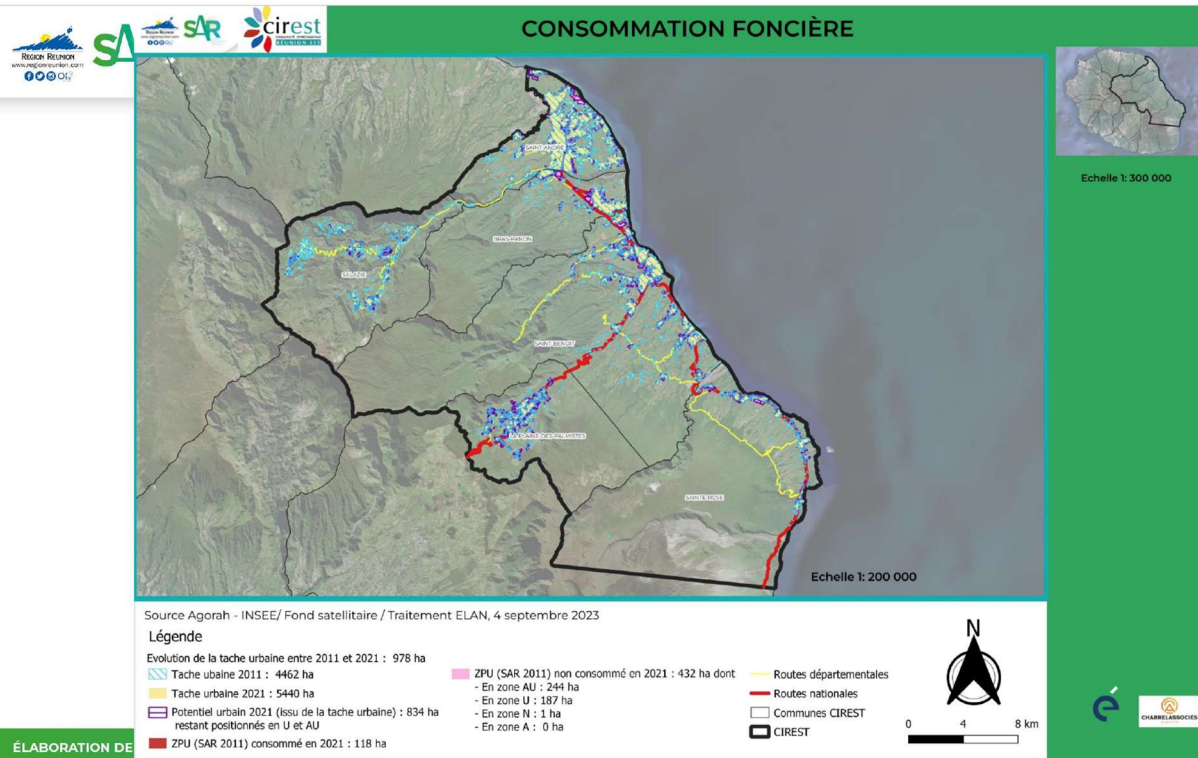 RÉGION RÉUNION
www.regionreunion.com
SA
SAR
cirest
RÉUNION EST
CONSOMMATION FONCIÈRE
Echelle 1: 300 000
SAINT-ANDRÉ
BRAS-PANON
SALAZIE
SAINT-BENOIT
LA PLAINE-DES-PALMISTES
SAINTE-ROSE
Echelle 1: 200 000
Source Agorah - INSEE/ Fond satellitaire / Traitement ELAN, 4 septembre 2023
Légende
Evolution de la tache urbaine entre 2011 et 2021 : 978 ha
Tache ubaine 2011 : 4462 ha
Tache urbaine 2021 : 5440 ha
Potentiel urbain 2021 (issu de la tache urbaine) : 834 ha
restant positionnés en U et AU
ZPU (SAR 2011) consommé en 2021 : 118 ha
ZPU (SAR 2011) non consommé en 2021 : 432 ha dont
- En zone AU : 244 ha
- En zone U : 187 ha
- En zone N : 1 ha
- En zone A : 0 ha
Routes départementales
Routes nationales
Communes CIREST
CIREST
N
0 4 8 km
é
CHARRELASSOCIÉS
ÉLABORATION DE